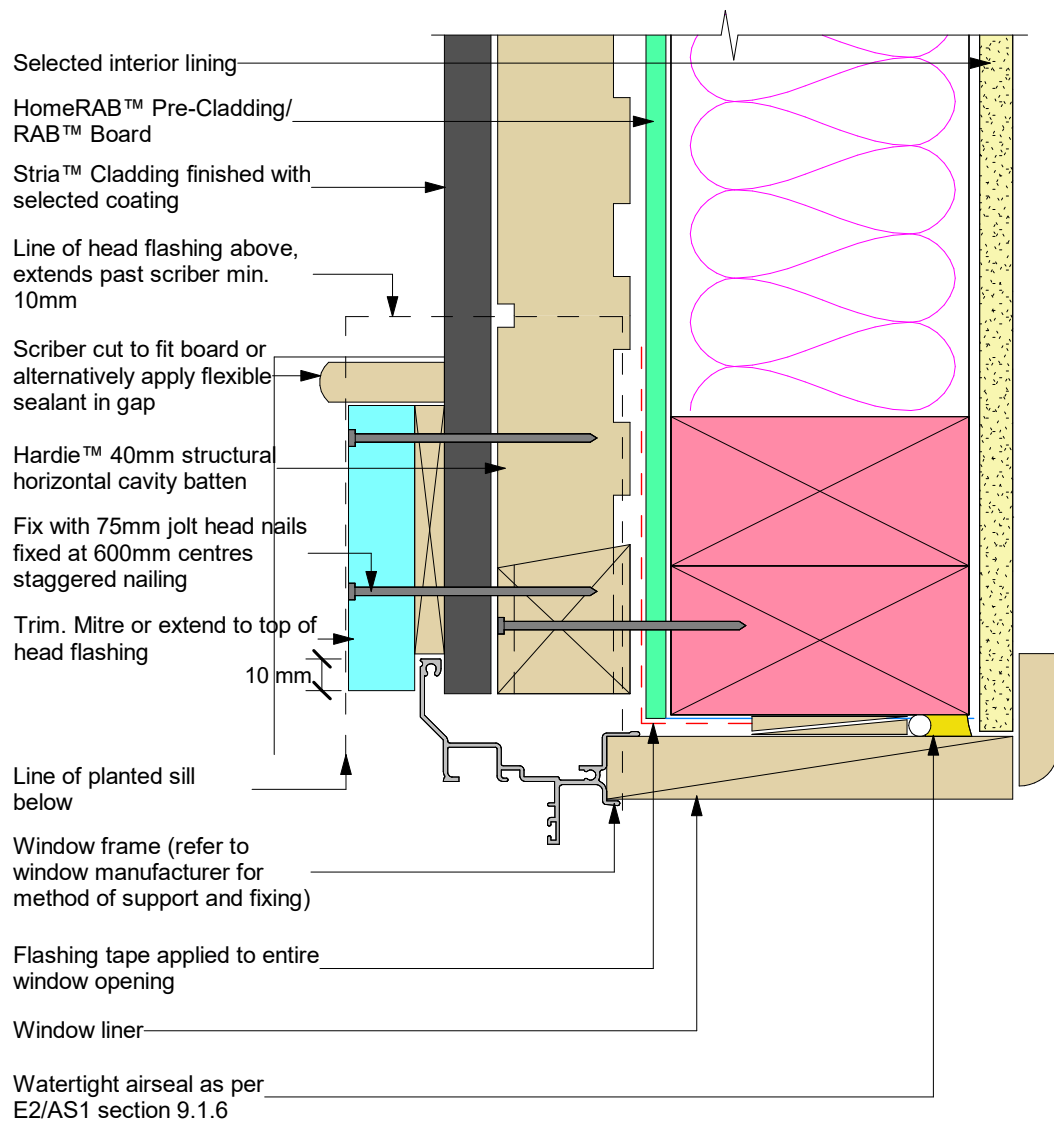 Selected interior lining
HomeRAB™ Pre-Cladding/
RAB™ Board
Stria™ Cladding finished with
selected coating
Line of head flashing above,
extends past scriber min.
10mm
Scriber cut to fit board or
alternatively apply flexible
sealant in gap
Hardie™ 40mm structural
horizontal cavity batten
Fix with 75mm jolt head nails
fixed at 600mm centres
staggered nailing
Trim. Mitre or extend to top of
head flashing
10 mm
Line of planted sill
below
Window frame (refer to
window manufacturer for
method of support and fixing)
Flashing tape applied to entire
window opening
Window liner
Watertight airseal as per
E2/AS1 section 9.1.6